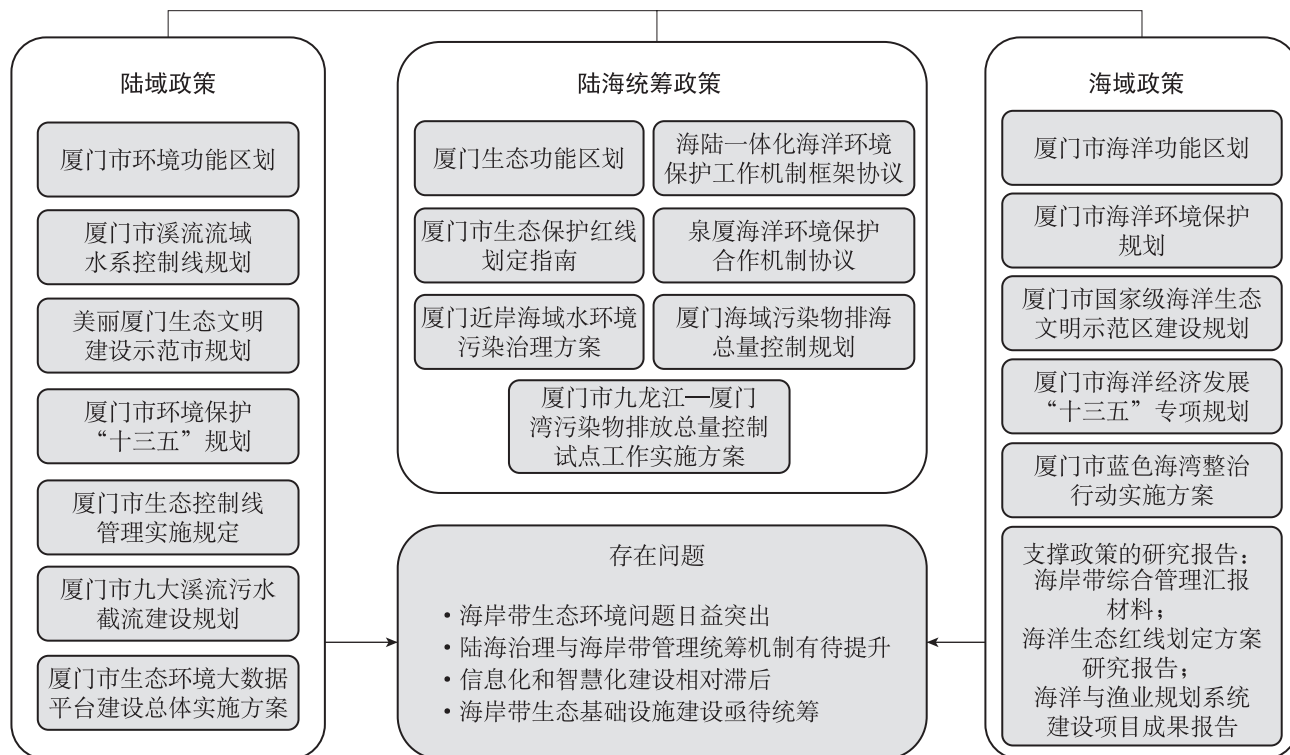 陆域政策
厦门市环境功能区划
厦门市溪流流域
水系控制线规划
美丽厦门生态文明
建设示范市规划
厦门市环境保护
“十三五”规划
厦门市生态控制线
管理实施规定
厦门市九大溪流污水
截流建设规划
厦门市生态环境大数据
平台建设总体实施方案
陆海统筹政策
厦门生态功能区划
海陆一体化海洋环境
保护工作机制框架协议
厦门市生态保护红线
划定指南
泉厦海洋环境保护
合作机制协议
厦门近岸海域水环境
污染治理方案
厦门海域污染物排海
总量控制规划
厦门市九龙江—厦门
湾污染物排放总量控制
试点工作实施方案
存在问题
·海岸带生态环境问题日益突出
·陆海治理与海岸带管理统筹机制有待提升
·信息化和智慧化建设相对滞后
·海岸带生态基础设施建设亟待统筹
海域政策
厦门市海洋功能区划
厦门市海洋环境保护
规划
厦门市国家级海洋生态
文明示范区建设规划
厦门市海洋经济发展
“十三五”专项规划
厦门市蓝色海湾整治
行动实施方案
支撑政策的研究报告：
海岸带综合管理汇报
材料；
海洋生态红线划定方案
研究报告；
海洋与渔业规划系统
建设项目成果报告